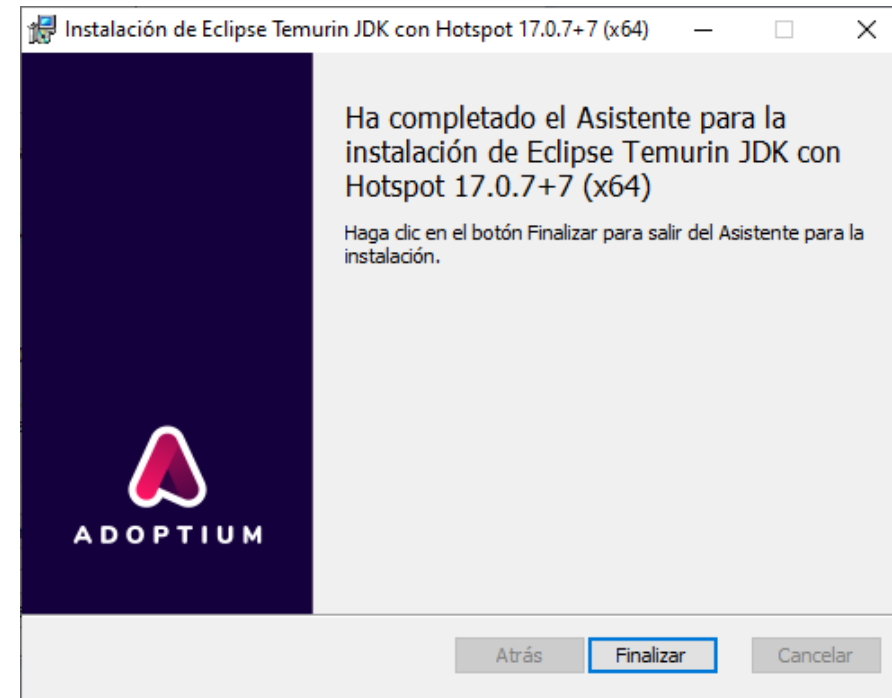 Instalación de Eclipse Temurin JDK con Hotspot 17.0.7+7 (x64)
Ha completado el Asistente para la
instalación de Eclipse Temurin JDK con
Hotspot 17.0.7+7 (x64)
Haga clic en el botón Finalizar para salir del Asistente para la
instalación.
ADOPTIUM
Atrás
Finalizar
Cancelar